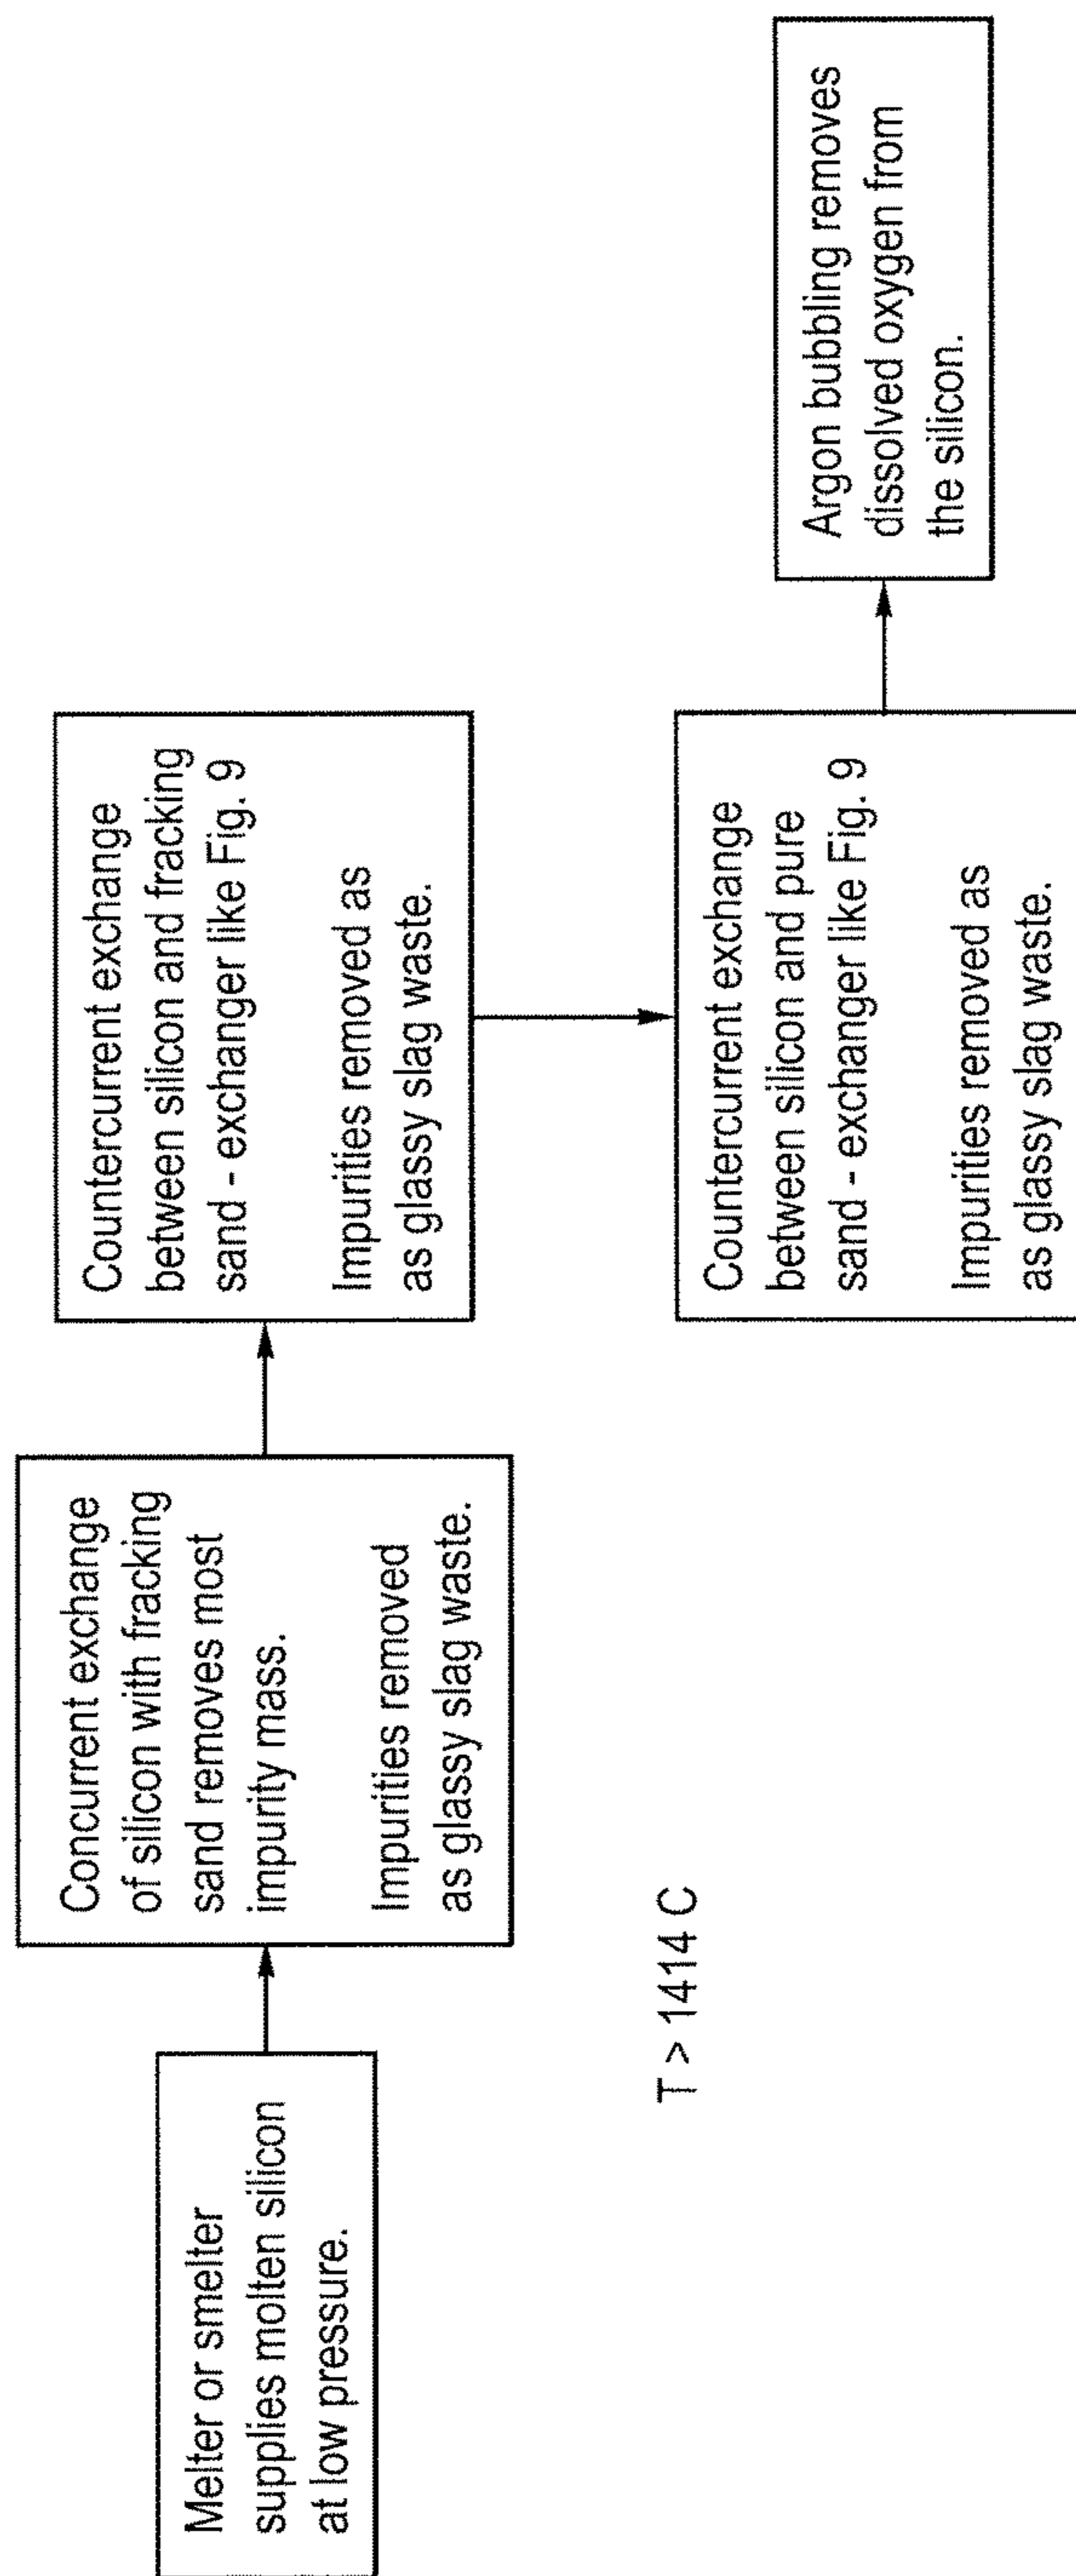 Melter or smelter
supplies molten silicon
at low pressure.
Concurrent exchange
of silicon with fracking
sand removes most
impurity mass.
Impurities removed
as glassy slag waste.
Countercurrent exchange
between silicon and fracking
sand - exchanger like Fig. 9
Impurities removed as
as glassy slag waste.
Countercurrent exchange
between silicon and pure
sand - exchanger like Fig. 9
Impurities removed as
as glassy slag waste.
Argon bubbling removes
dissolved oxygen from
the silicon.
T > 1414 C